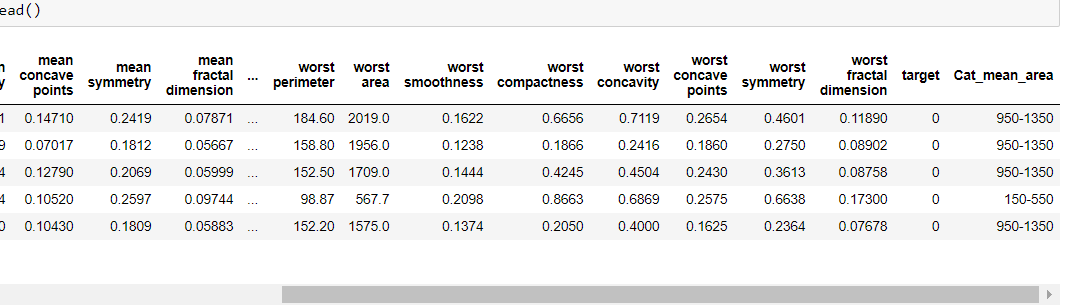 ead()
n mean mean mean worst worst worst worst worst worst worst worst target Cat_mean_area
y concave points symmetry fractal dimension ... perimeter area smoothness compactness concavity concave points symmetry fractal dimension
1 0.14710 0.2419 0.07871 ... 184.60 2019.0 0.1622 0.6656 0.7119 0.2654 0.4601 0.11890 0 950-1350
9 0.07017 0.1812 0.05667 ... 158.80 1956.0 0.1238 0.1866 0.2416 0.1860 0.2750 0.08902 0 950-1350
4 0.12790 0.2069 0.05999 ... 152.50 1709.0 0.1444 0.4245 0.4504 0.2430 0.3613 0.08758 0 950-1350
4 0.10520 0.2597 0.09744 ... 98.87 567.7 0.2098 0.8663 0.6869 0.2575 0.6638 0.17300 0 150-550
0 0.10430 0.1809 0.05883 ... 152.20 1575.0 0.1374 0.2050 0.4000 0.1625 0.2364 0.07678 0 950-1350